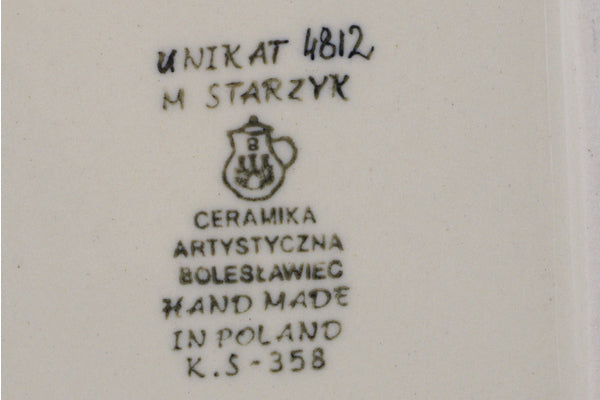 UNIKAT 4812
M STARZYK
B
CERAMIKA
ARTYSTYCZNA
BOLESŁAWIEC
HAND MADE
IN POLAND
K.S-358